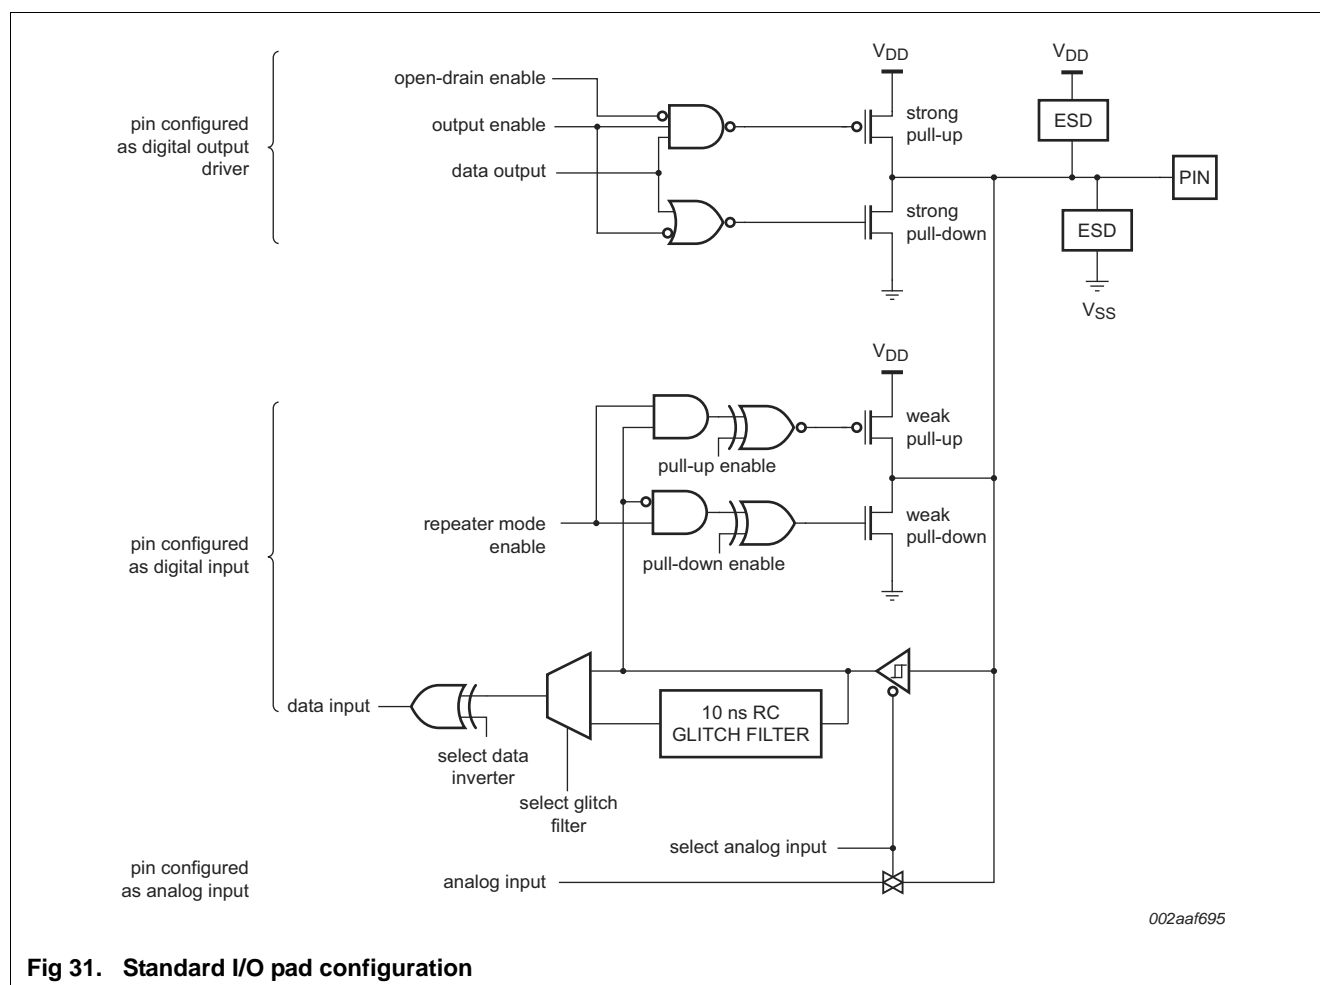 VDD
VDD
open-drain enable
pin configured
as digital output
driver
output enable
data output
strong
pull-up
ESD
PIN
strong
pull-down
ESD
VSS
VDD
weak
pull-up
pull-up enable
pin configured
as digital input
repeater mode
enable
weak
pull-down
pull-down enable
data input
10 ns RC
GLITCH FILTER
select data
inverter
select glitch
filter
select analog input
pin configured
as analog input
analog input
002aaf695
Fig 31. Standard I/O pad configuration